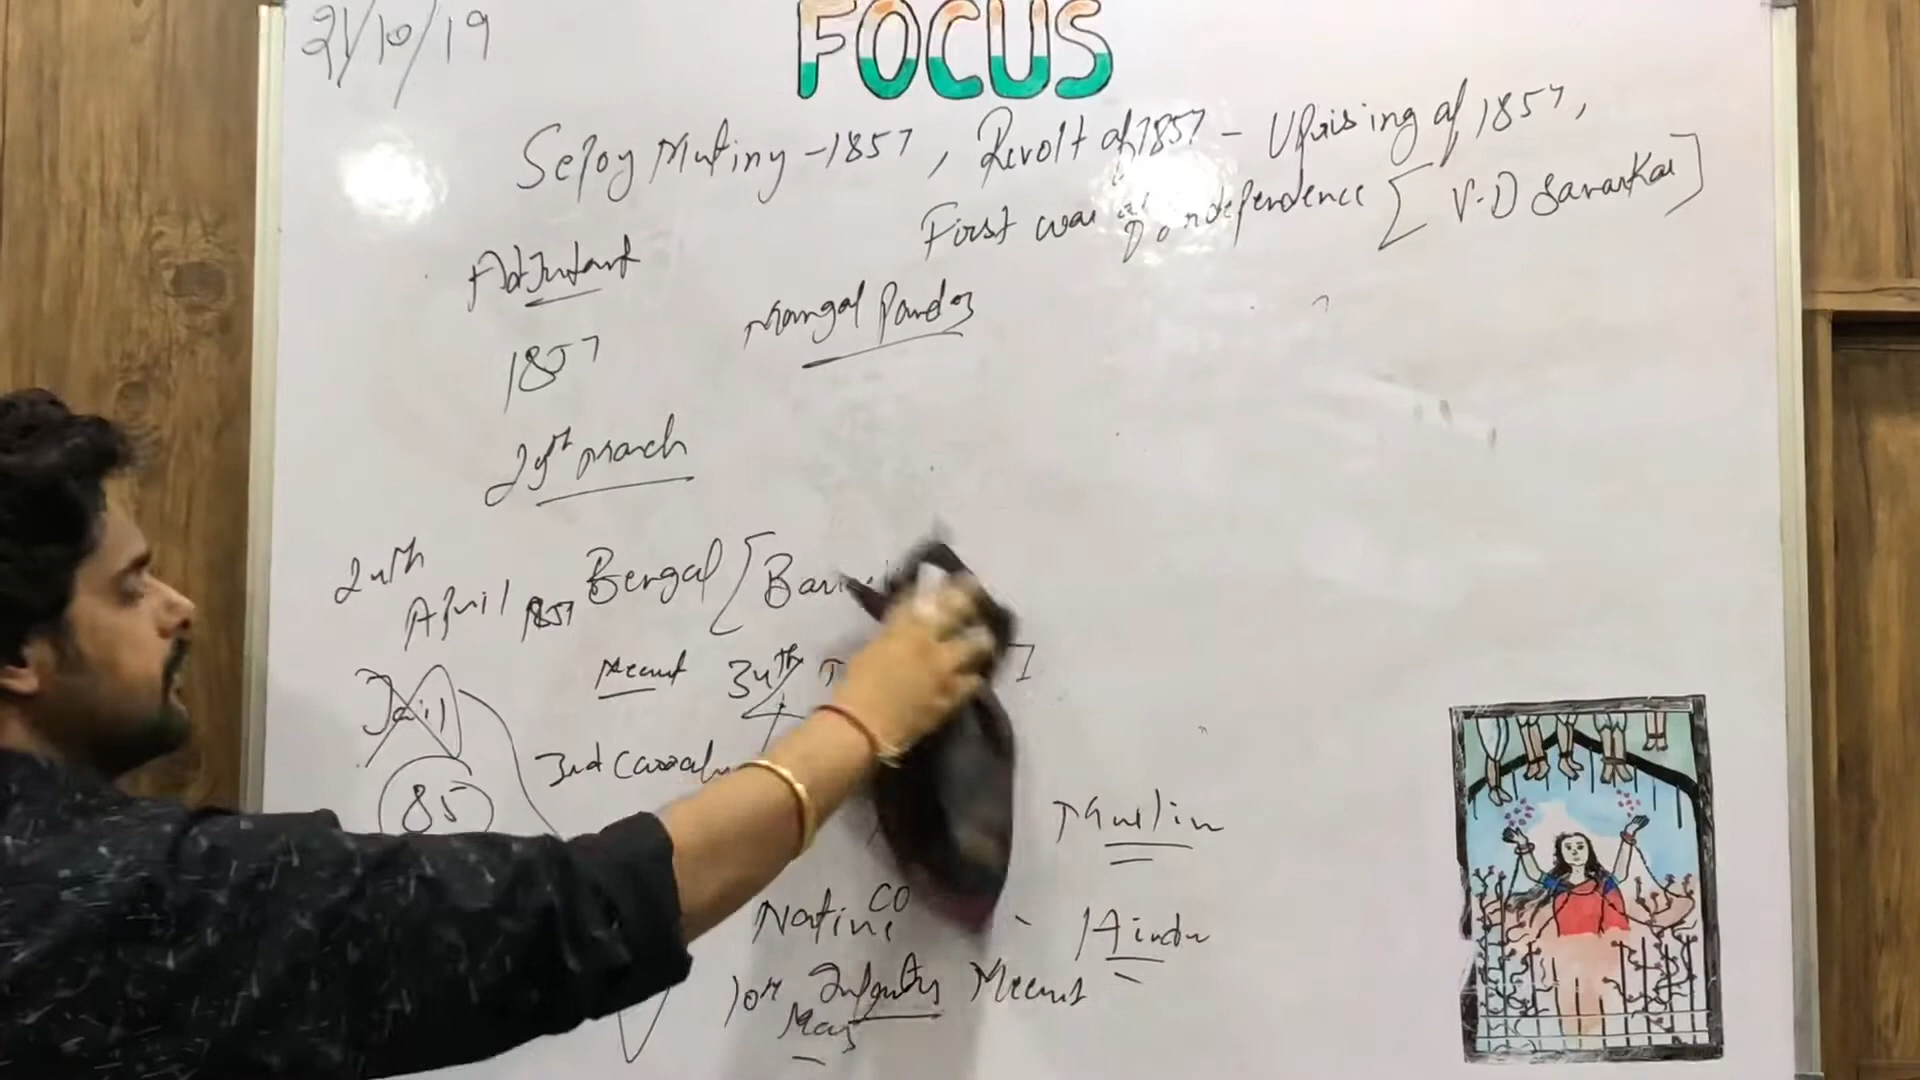 21/10/19
FOCUS
Sepoy Mutiny - 1857, Revolt of 1857 - Uprising of 1857,
First war of Independence [V.D Savarkar]
Adjutant
Mangal Pandey
1857
29th March
24th April 1857
Bengal [Barr
Meerut 34th
Jail
3rd Cavalry
85
Muslim
Native CO
Hindu
10th May Infantry Meerut